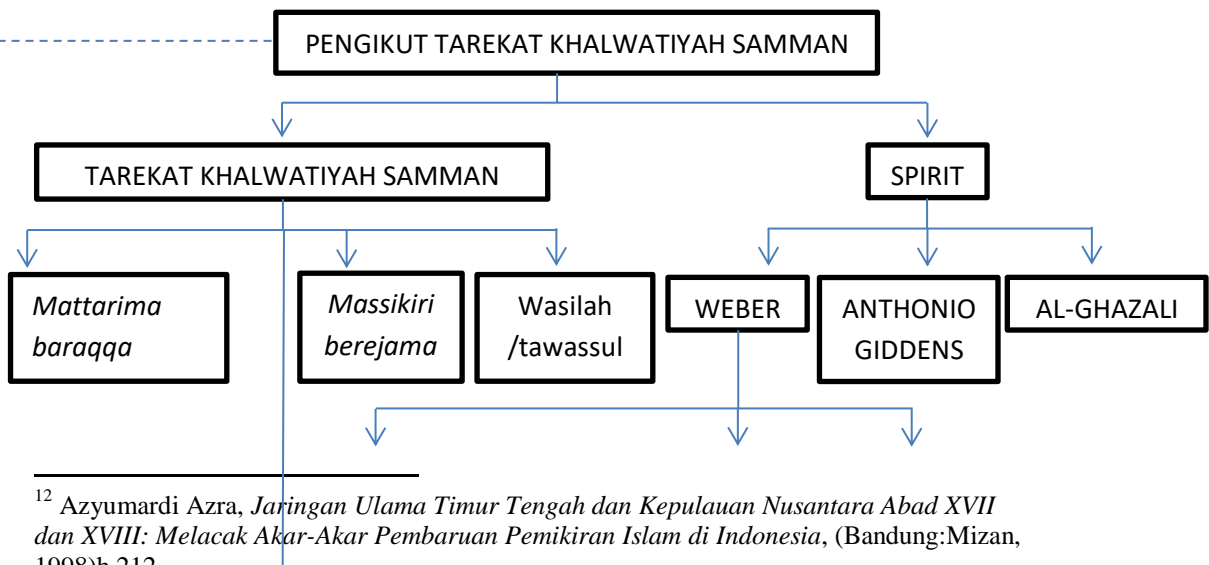 PENGIKUT TAREKAT KHALWATIYAH SAMMAN
TAREKAT KHALWATIYAH SAMMAN
SPIRIT
Mattarima
baraqqa
Massikiri
berejama
Wasilah
/tawassul
WEBER
ANTHONIO
GIDDENS
AL-GHAZALI
12 Azyumardi Azra, Jaringan Ulama Timur Tengah dan Kepulauan Nusantara Abad XVII
dan XVIII: Melacak Akar-Akar Pembaruan Pemikiran Islam di Indonesia, (Bandung:Mizan,
1998)h.212